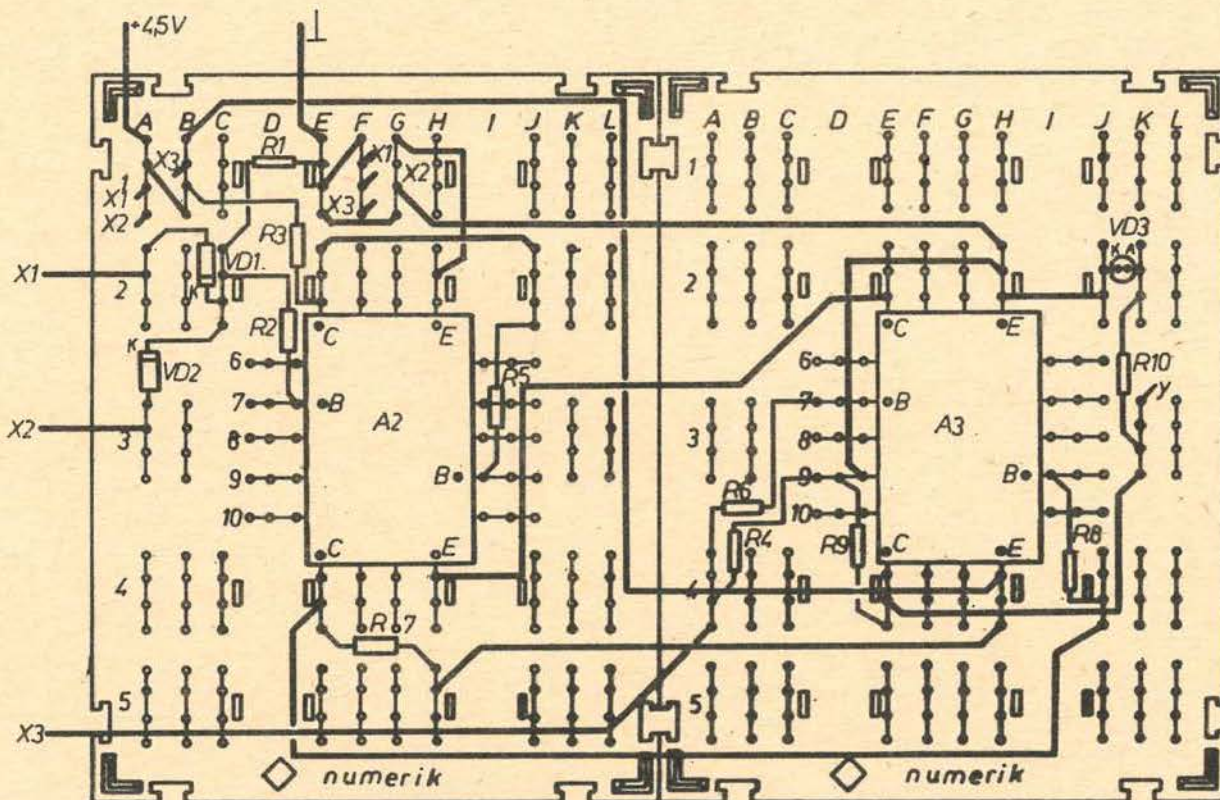 +4,5V ⊥
A B C D E F G H I J K L
A B C D E F G H I J K L
X3 R1 X1
1 X2 1
X1 X3
X2
R3 VD3
VD1 K A
X1 2 K 2
R2 C E C E
K VD2 6 6 R10
R5
X2 3 7 B A2 7 B A3 y
8 3 8
9 B 9 B
R6
10 10
R4 R9 R8
C E C E
4 4
R 7
5 5
X3
numerik numerik